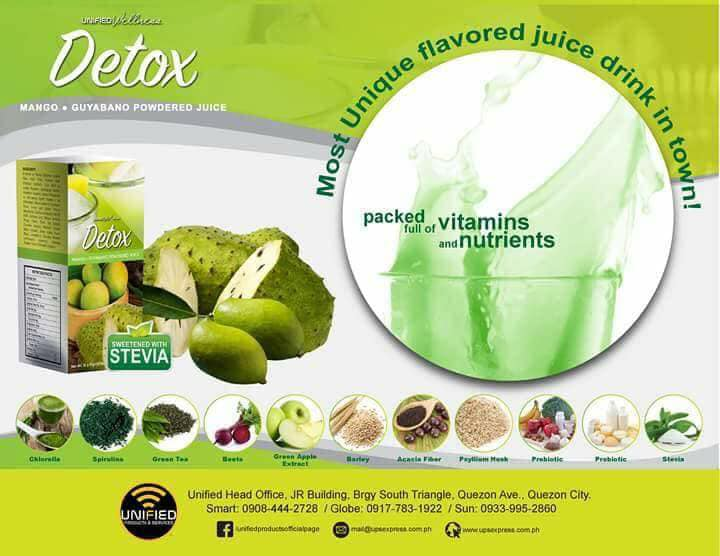 UNIFIED Wellness
Detox
MANGO ● GUYABANO POWDERED JUICE
Most Unique flavored juice drink in town!
packed full of vitamins
and nutrients
Detox
MANGO • GUYABANO POWDERED JUICE
SWEETENED WITH
STEVIA
Chlorella
Spirulina
Green Tea
Beets
Green Apple
Extract
Barley
Acacia Fiber
Psyllium Husk
Prebiotic
Probiotic
Stevia
UNIFIED
PRODUCTS & SERVICES
Unified Head Office, JR Building, Brgy South Triangle, Quezon Ave., Quezon City.
Smart: 0908-444-2728 / Globe: 0917-783-1922 / Sun: 0933-995-2860
/unifiedproductsofficialpage mail@upsexpress.com.ph www.upsexpress.com.ph